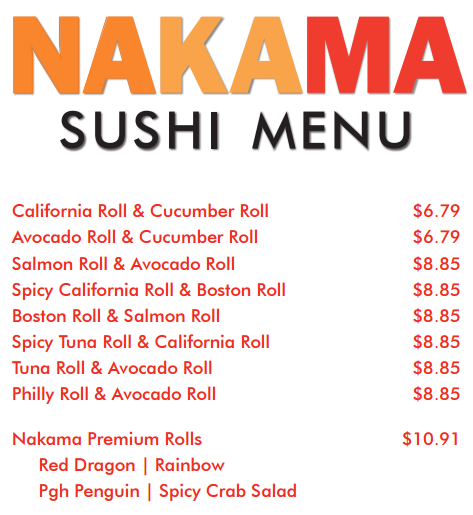 NAKAMA
SUSHI MENU
California Roll & Cucumber Roll $6.79
Avocado Roll & Cucumber Roll $6.79
Salmon Roll & Avocado Roll $8.85
Spicy California Roll & Boston Roll $8.85
Boston Roll & Salmon Roll $8.85
Spicy Tuna Roll & California Roll $8.85
Tuna Roll & Avocado Roll $8.85
Philly Roll & Avocado Roll $8.85
Nakama Premium Rolls $10.91
Red Dragon | Rainbow
Pgh Penguin | Spicy Crab Salad